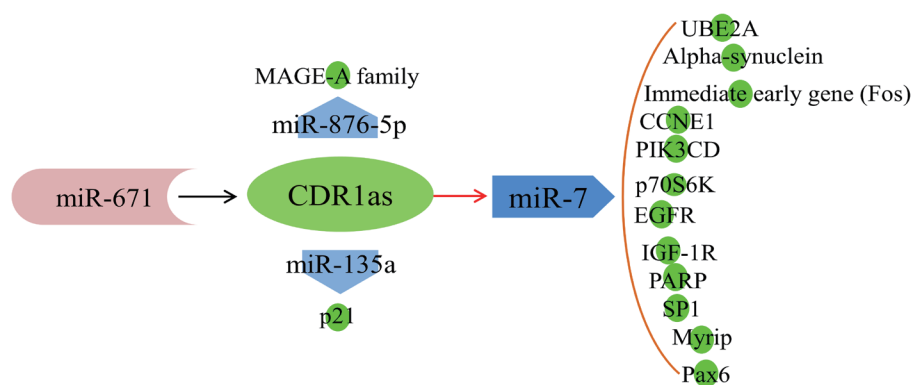 MAGE-A family
miR-876-5p
miR-671
CDR1as
miR-7
miR-135a
p21
UBE2A
Alpha-synuclein
Immediate early gene (Fos)
CCNE1
PIK3CD
p70S6K
EGFR
IGF-1R
PARP
SP1
Myrip
Pax6